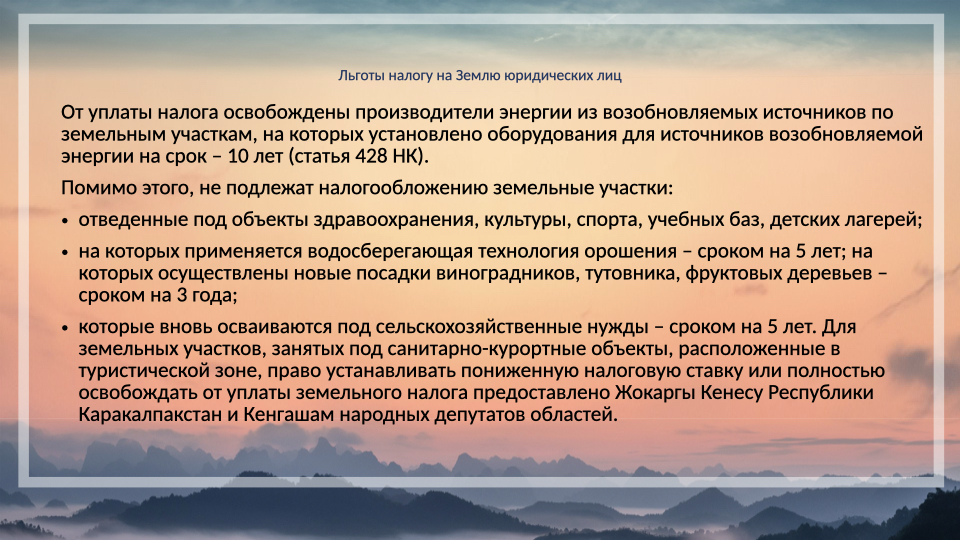 Льготы налогу на Землю юридических лиц
От уплаты налога освобождены производители энергии из возобновляемых источников по
земельным участкам, на которых установлено оборудования для источников возобновляемой
энергии на срок – 10 лет (статья 428 НК).
Помимо этого, не подлежат налогообложению земельные участки:
• отведенные под объекты здравоохранения, культуры, спорта, учебных баз, детских лагерей;
• на которых применяется водосберегающая технология орошения – сроком на 5 лет; на
которых осуществлены новые посадки виноградников, тутовника, фруктовых деревьев –
сроком на 3 года;
• которые вновь осваиваются под сельскохозяйственные нужды – сроком на 5 лет. Для
земельных участков, занятых под санитарно-курортные объекты, расположенные в
туристической зоне, право устанавливать пониженную налоговую ставку или полностью
освобождать от уплаты земельного налога предоставлено Жокаргы Кенесу Республики
Каракалпакстан и Кенгашам народных депутатов областей.